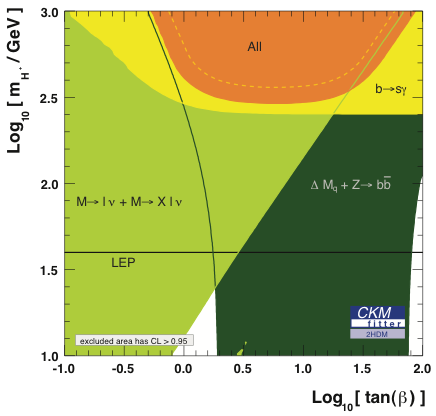 Log₁₀ [ m_H⁺ / GeV ]
3.0
2.5
2.0
1.5
1.0
All
b→sγ
Δ M_q + Z→ bb̅
M→ l ν + M→ X l ν
LEP
CKM
fitter
2HDM
excluded area has CL > 0.95
-1.0 -0.5 0.0 0.5 1.0 1.5 2.0
Log₁₀ [ tan(β) ]